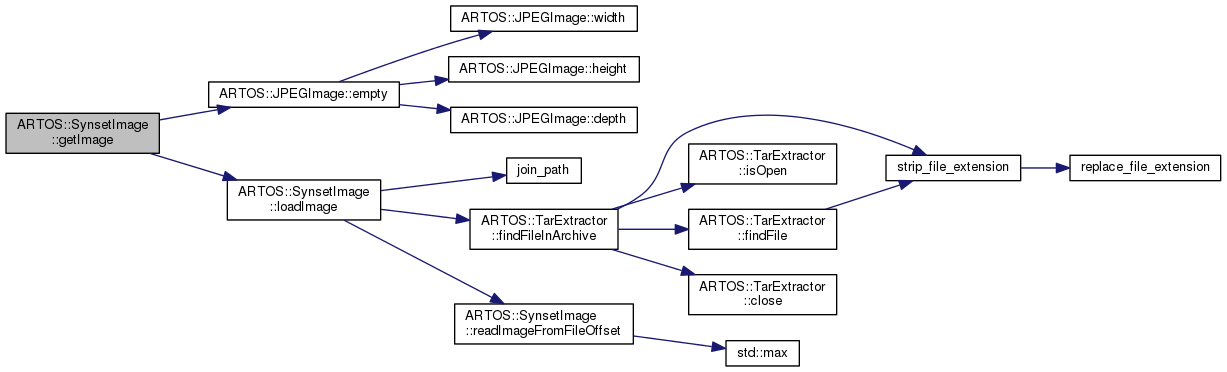 ARTOS::SynsetImage
::getImage
ARTOS::JPEGImage::empty
ARTOS::JPEGImage::width
ARTOS::JPEGImage::height
ARTOS::JPEGImage::depth
ARTOS::SynsetImage
::loadImage
join_path
ARTOS::TarExtractor
::findFileInArchive
ARTOS::SynsetImage
::readImageFromFileOffset
ARTOS::TarExtractor
::isOpen
ARTOS::TarExtractor
::findFile
ARTOS::TarExtractor
::close
std::max
strip_file_extension
replace_file_extension